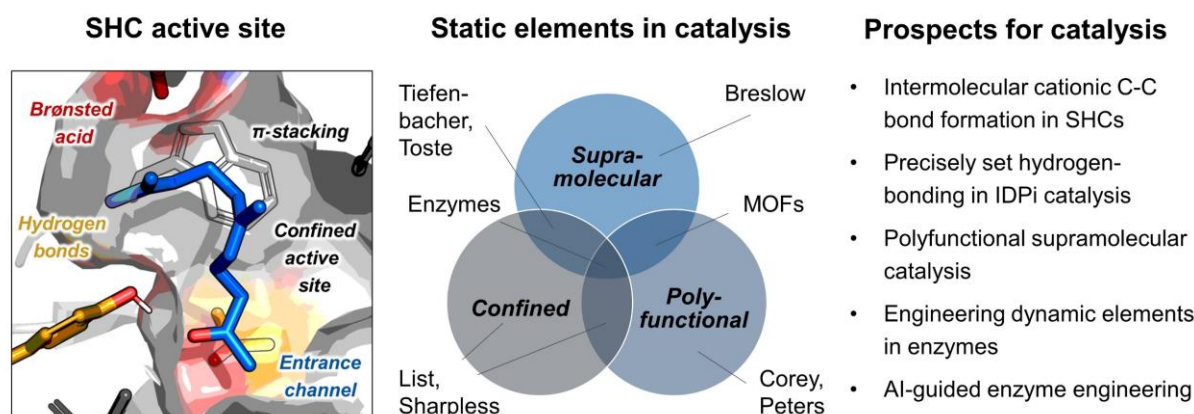 SHC active site
Brønsted
acid
π-stacking
Hydrogen
bonds
Confined
active
site
Entrance
channel
Static elements in catalysis
Tiefen-
bacher,
Toste
Breslow
Supra-
molecular
Enzymes
MOFs
Confined
Poly-
functional
List,
Sharpless
Corey,
Peters
Prospects for catalysis
• Intermolecular cationic C-C
bond formation in SHCs
• Precisely set hydrogen-
bonding in IDPi catalysis
• Polyfunctional supramolecular
catalysis
• Engineering dynamic elements
in enzymes
• AI-guided enzyme engineering